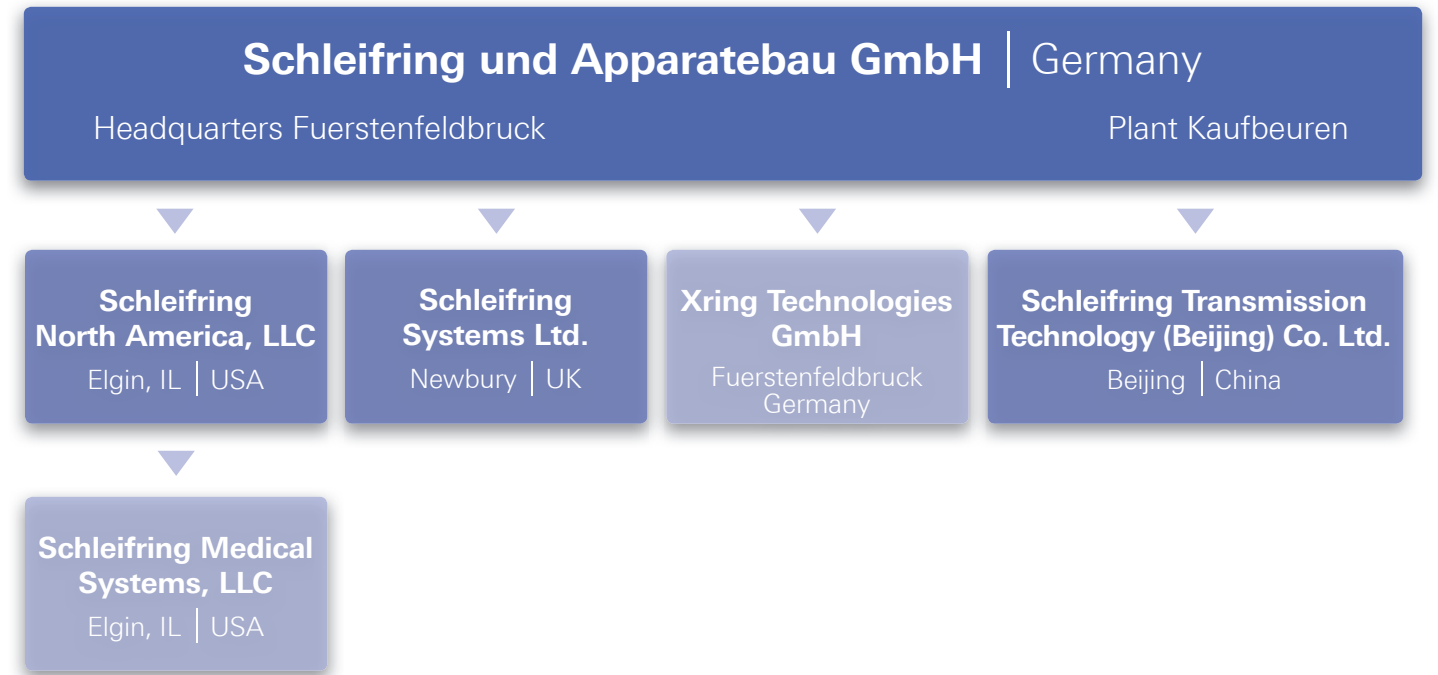 Schleifring und Apparatebau GmbH | Germany
Headquarters Fuerstenfeldbruck
Plant Kaufbeuren
Schleifring
North America, LLC
Elgin, IL | USA
Schleifring
Systems Ltd.
Newbury | UK
Xring Technologies
GmbH
Fuerstenfeldbruck
Germany
Schleifring Transmission
Technology (Beijing) Co. Ltd.
Beijing | China
Schleifring Medical
Systems, LLC
Elgin, IL | USA